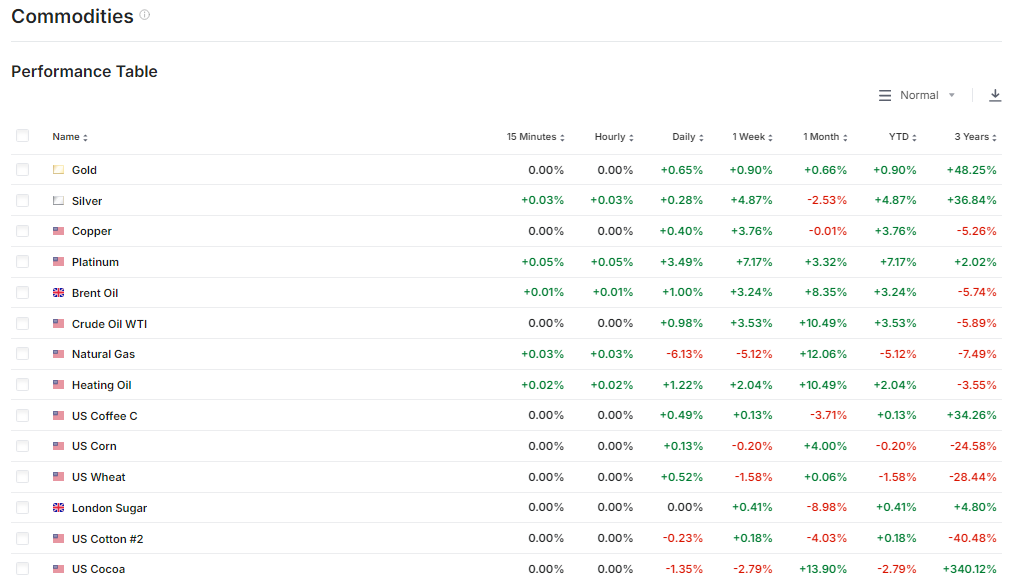 Commodities
Performance Table
Normal
Name 15 Minutes Hourly Daily 1 Week 1 Month YTD 3 Years
Gold 0.00% 0.00% +0.65% +0.90% +0.66% +0.90% +48.25%
Silver +0.03% +0.03% +0.28% +4.87% -2.53% +4.87% +36.84%
Copper 0.00% 0.00% +0.40% +3.76% -0.01% +3.76% -5.26%
Platinum +0.05% +0.05% +3.49% +7.17% +3.32% +7.17% +2.02%
Brent Oil +0.01% +0.01% +1.00% +3.24% +8.35% +3.24% -5.74%
Crude Oil WTI 0.00% 0.00% +0.98% +3.53% +10.49% +3.53% -5.89%
Natural Gas +0.03% +0.03% -6.13% -5.12% +12.06% -5.12% -7.49%
Heating Oil +0.02% +0.02% +1.22% +2.04% +10.49% +2.04% -3.55%
US Coffee C 0.00% 0.00% +0.49% +0.13% -3.71% +0.13% +34.26%
US Corn 0.00% 0.00% +0.13% -0.20% +4.00% -0.20% -24.58%
US Wheat 0.00% 0.00% +0.52% -1.58% +0.06% -1.58% -28.44%
London Sugar 0.00% 0.00% 0.00% +0.41% -8.98% +0.41% +4.80%
US Cotton #2 0.00% 0.00% -0.23% +0.18% -4.03% +0.18% -40.48%
US Cocoa 0.00% 0.00% -1.35% -2.79% +13.90% -2.79% +340.12%